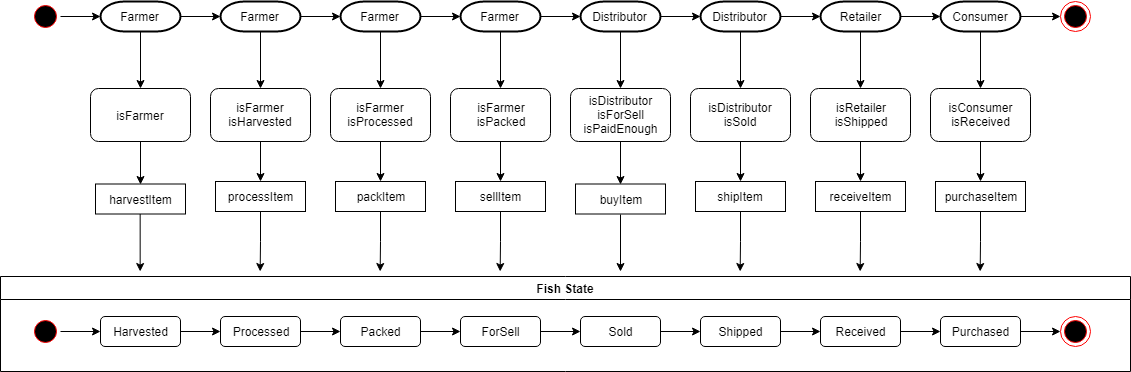 Farmer
Farmer
Farmer
Farmer
Distributor
Distributor
Retailer
Consumer
isFarmer
isFarmer
isHarvested
isFarmer
isProcessed
isFarmer
isPacked
isDistributor
isForSell
isPaidEnough
isDistributor
isSold
isRetailer
isShipped
isConsumer
isReceived
harvestItem
processItem
packItem
sellItem
buyItem
shipItem
receiveItem
purchaseItem
Fish State
Harvested
Processed
Packed
ForSell
Sold
Shipped
Received
Purchased